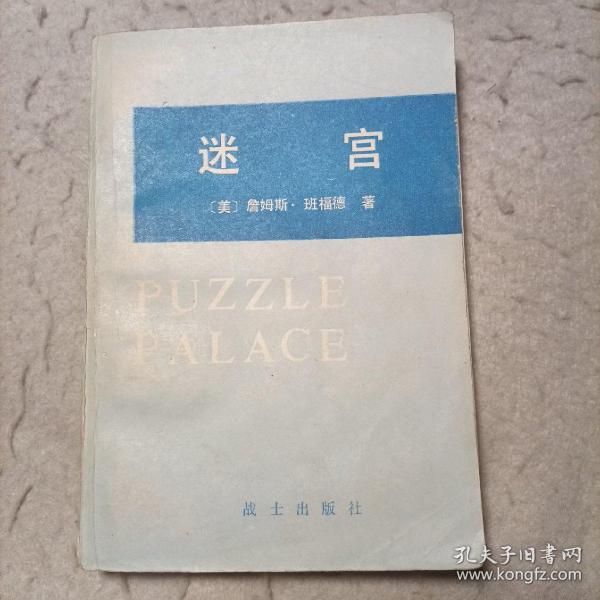 迷宫
〔美〕詹姆斯·班福德 著
PUZZLE
PALACE
战士出版社
孔夫子旧书网
www.kongfz.com